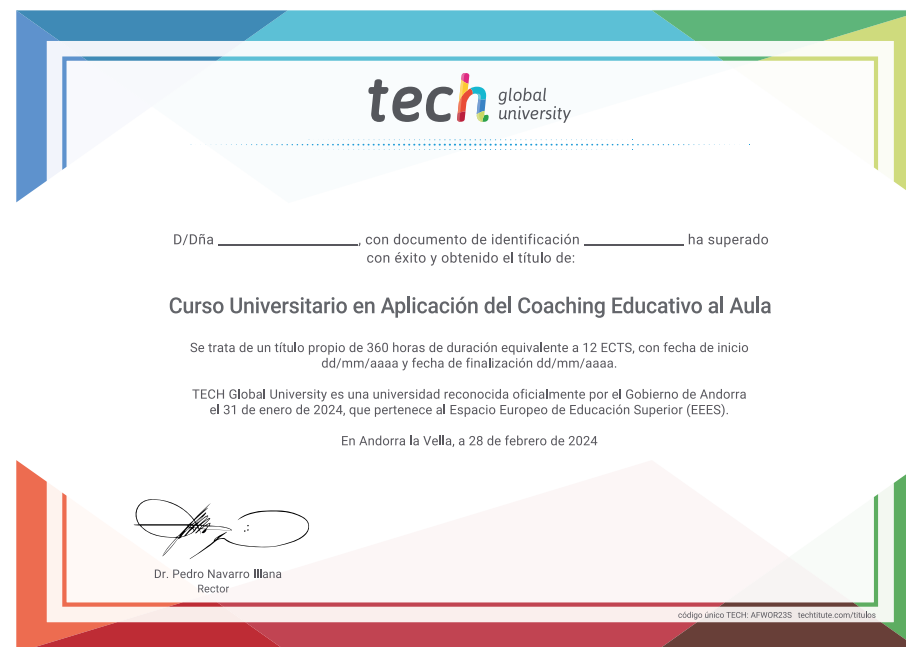 tech global university
D/Dña ____________________, con documento de identificación ______________ ha superado
con éxito y obtenido el título de:
Curso Universitario en Aplicación del Coaching Educativo al Aula
Se trata de un título propio de 360 horas de duración equivalente a 12 ECTS, con fecha de inicio
dd/mm/aaaa y fecha de finalización dd/mm/aaaa.
TECH Global University es una universidad reconocida oficialmente por el Gobierno de Andorra
el 31 de enero de 2024, que pertenece al Espacio Europeo de Educación Superior (EEES).
En Andorra la Vella, a 28 de febrero de 2024
Dr. Pedro Navarro Illana
Rector
código único TECH: AFWOR23S techtitute.com/titulos